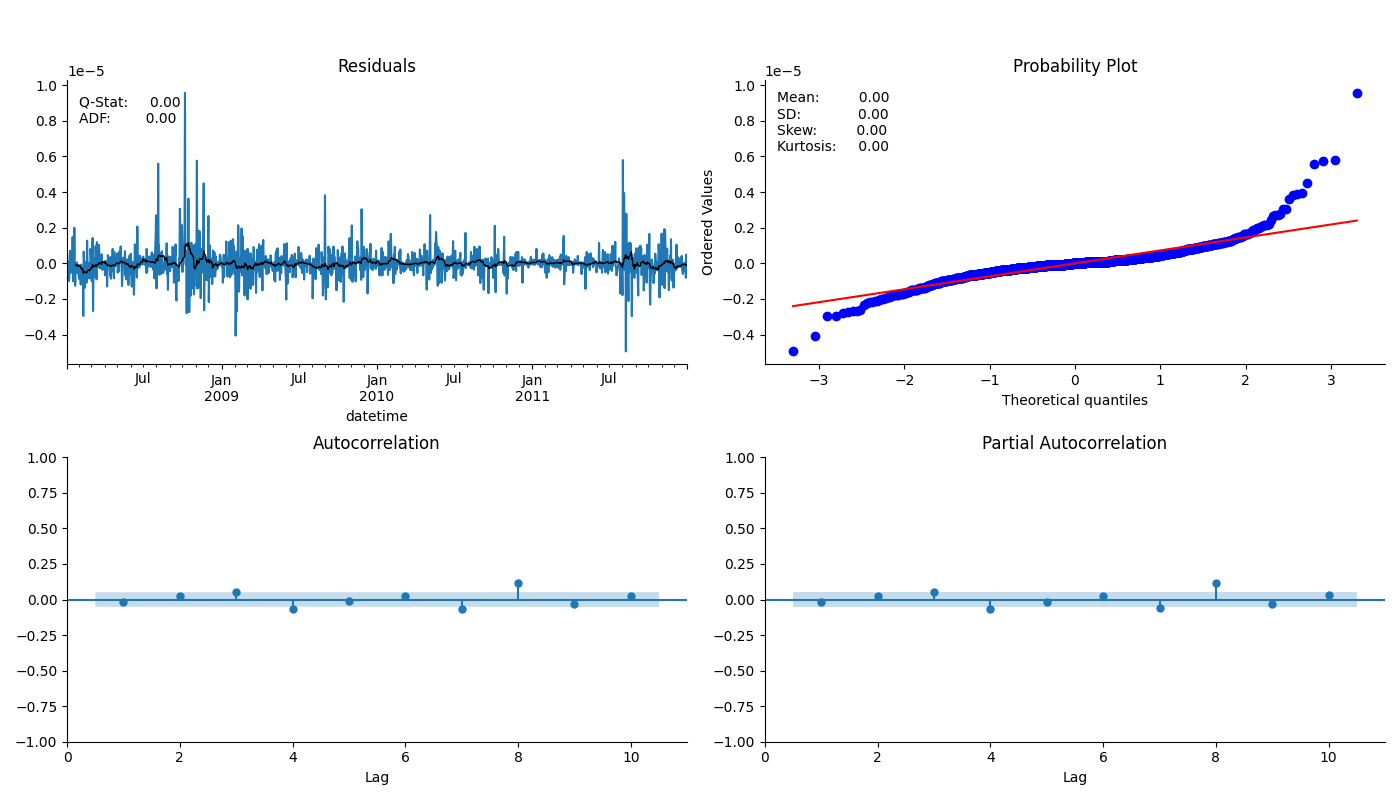 Residuals
1e−5
1.0
0.8
0.6
0.4
0.2
0.0
−0.2
−0.4
Q-Stat: 0.00
ADF: 0.00
Jul
Jan
2009
Jul
Jan
2010
Jul
Jan
2011
Jul
datetime
Probability Plot
1e−5
1.0
0.8
0.6
0.4
0.2
0.0
−0.2
−0.4
Ordered Values
Mean: 0.00
SD: 0.00
Skew: 0.00
Kurtosis: 0.00
−3
−2
−1
0
1
2
3
Theoretical quantiles
Autocorrelation
1.00
0.75
0.50
0.25
0.00
−0.25
−0.50
−0.75
−1.00
0
2
4
6
8
10
Lag
Partial Autocorrelation
1.00
0.75
0.50
0.25
0.00
−0.25
−0.50
−0.75
−1.00
0
2
4
6
8
10
Lag